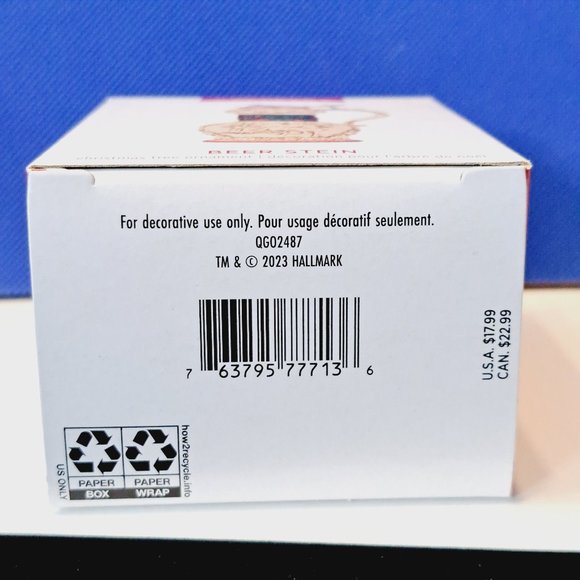 BEER STEIN
For decorative use only. Pour usage décoratif seulement.
QGO2487
TM & © 2023 HALLMARK
7 63795 77713 6
U.S.A. $17.99
CAN. $22.99
US ONLY
PAPER
BOX
PAPER
WRAP
how2recycle.info